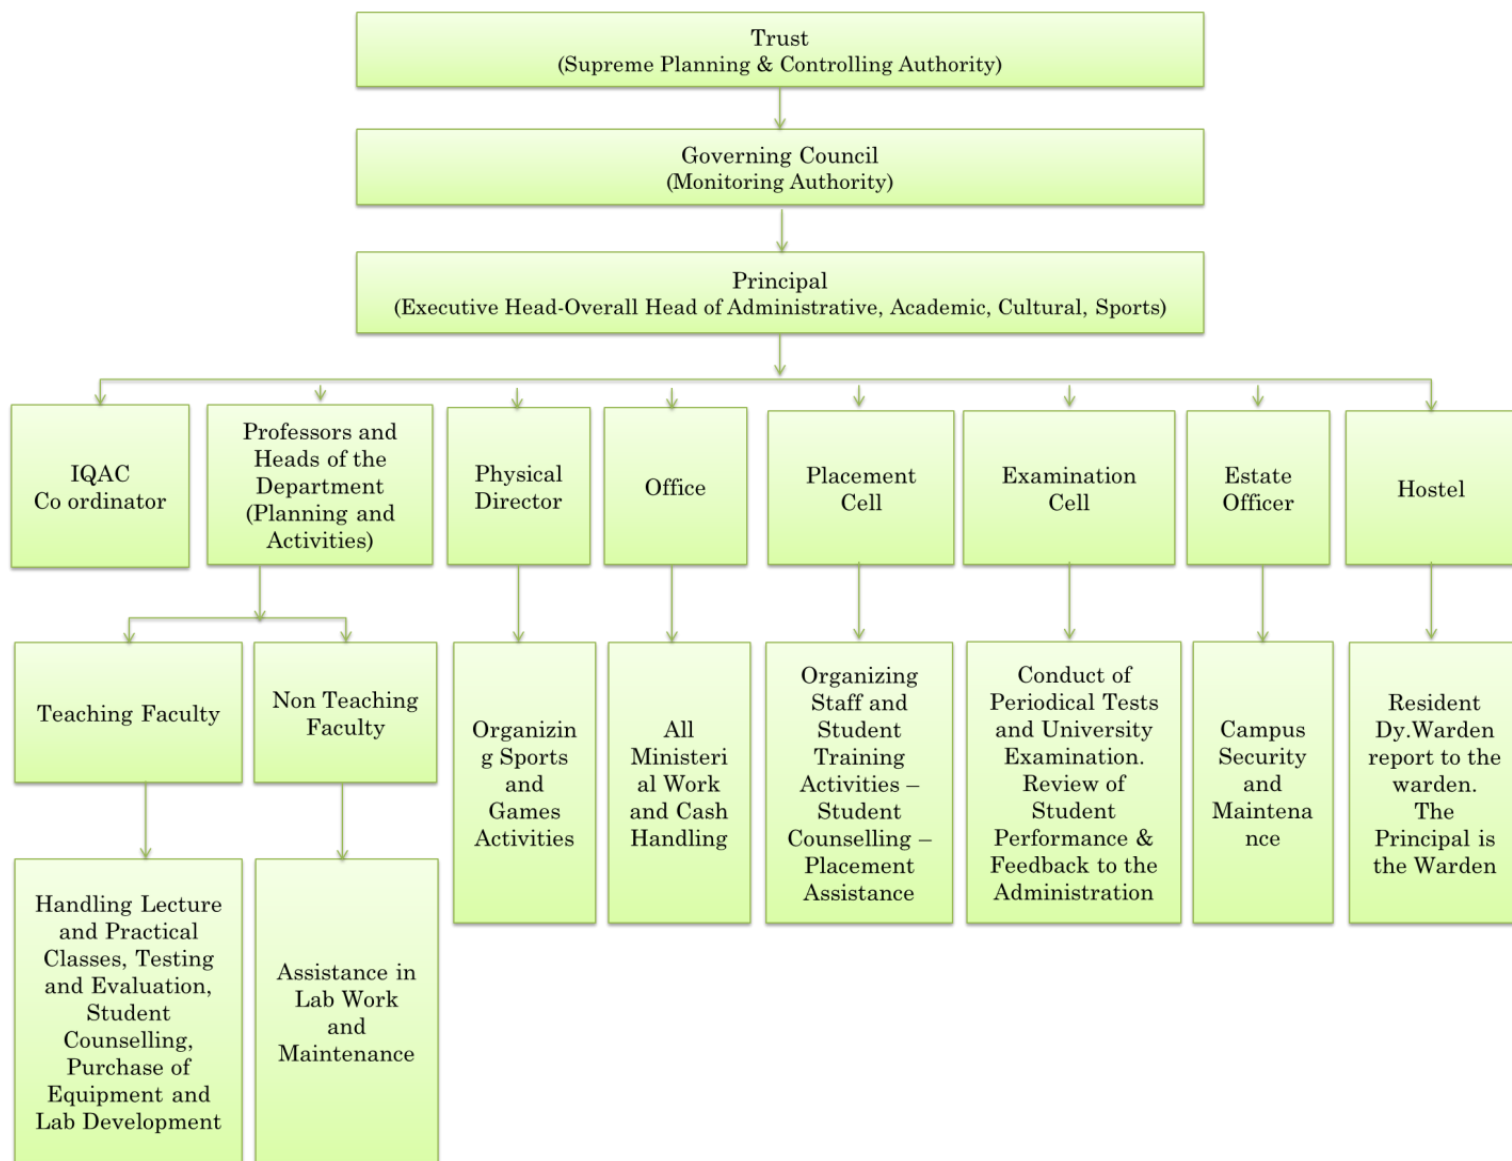 Trust
(Supreme Planning & Controlling Authority)
Governing Council
(Monitoring Authority)
Principal
(Executive Head-Overall Head of Administrative, Academic, Cultural, Sports)
IQAC
Co ordinator
Professors and
Heads of the
Department
(Planning and
Activities)
Physical
Director
Office
Placement
Cell
Examination
Cell
Estate
Officer
Hostel
Teaching Faculty
Non Teaching
Faculty
Organizin
g Sports
and
Games
Activities
All
Ministeri
al Work
and Cash
Handling
Organizing
Staff and
Student
Training
Activities –
Student
Counselling –
Placement
Assistance
Conduct of
Periodical Tests
and University
Examination.
Review of
Student
Performance &
Feedback to the
Administration
Campus
Security
and
Maintena
nce
Resident
Dy.Warden
report to the
warden.
The
Principal is
the Warden
Handling Lecture
and Practical
Classes, Testing
and Evaluation,
Student
Counselling,
Purchase of
Equipment and
Lab Development
Assistance in
Lab Work
and
Maintenance